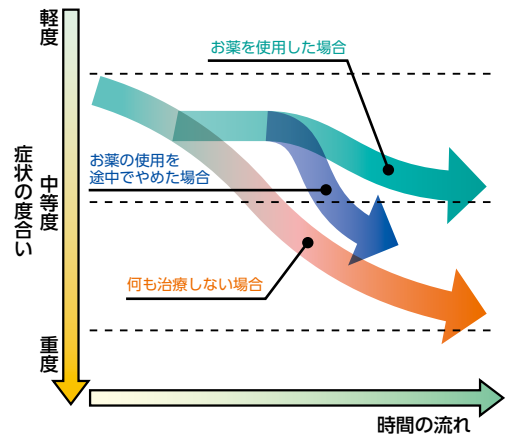 軽度
お薬を使用した場合
お薬の使用を
途中でやめた場合
中等度
症状の度合い
何も治療しない場合
重度
時間の流れ